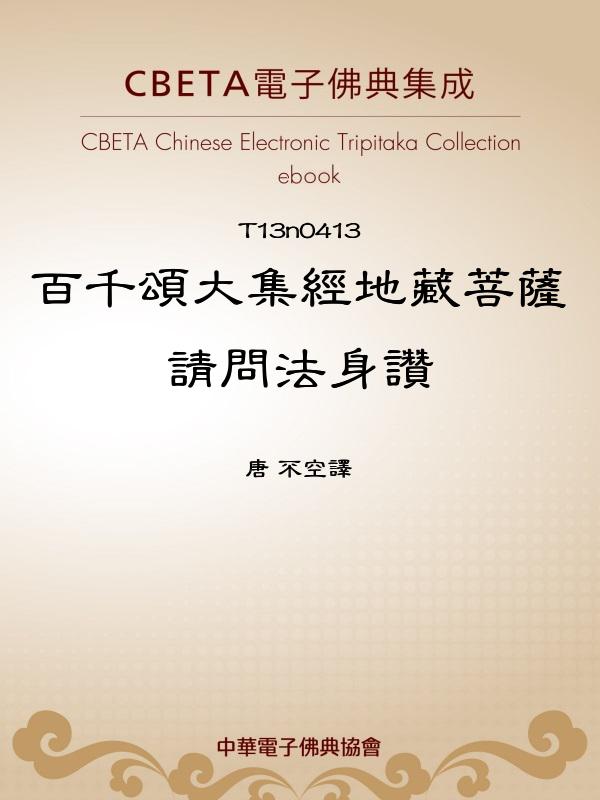 CBETA電子佛典集成
CBETA Chinese Electronic Tripitaka Collection
ebook
T13n0413
百千頌大集經地藏菩薩
請問法身讚
唐 不空譯
中華電子佛典協會